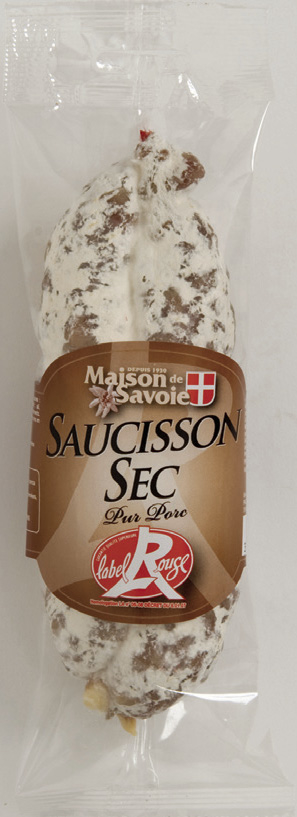 DEPUIS 1920
Maison de
Savoie
SAUCISSON
SEC
Pur Porc
label Rouge